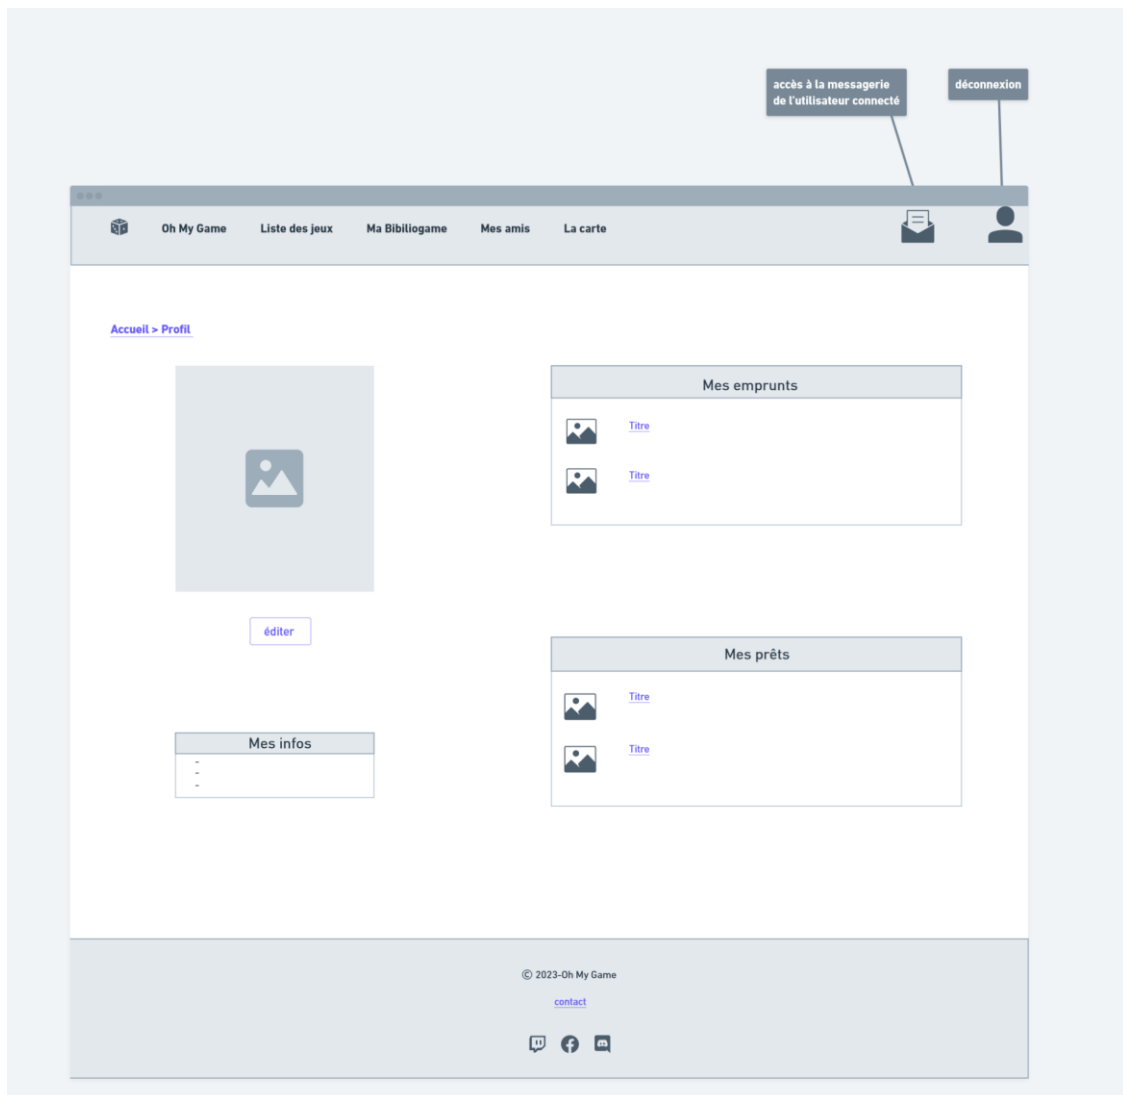 accès à la messagerie
de l'utilisateur connecté
déconnexion
Oh My Game Liste des jeux Ma Bibiliogame Mes amis La carte
Accueil > Profil
Mes emprunts
Titre
Titre
éditer
Mes prêts
Titre
Titre
Mes infos
-
-
-
© 2023-Oh My Game
contact